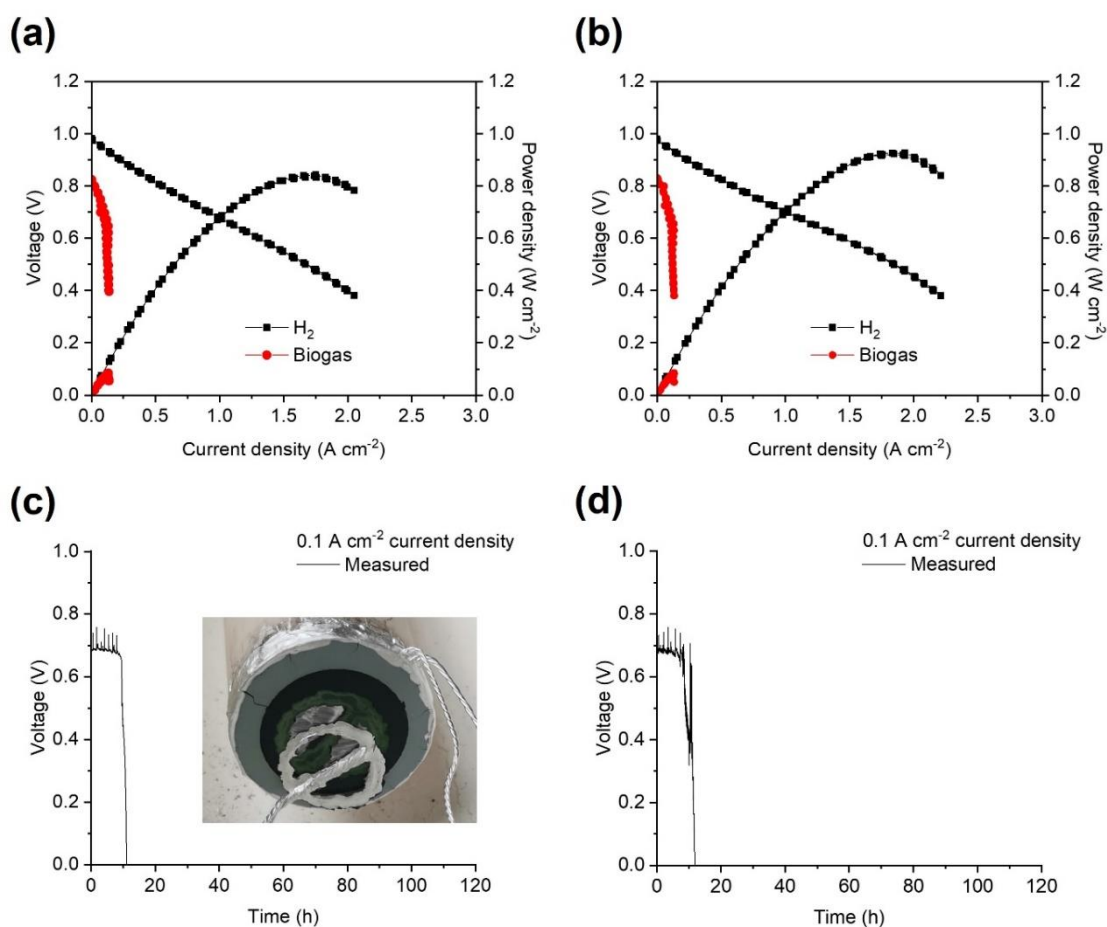 (a)
1.2
1.0
0.8
0.6
0.4
0.2
0.0
Voltage (V)
1.2
1.0
0.8
0.6
0.4
0.2
0.0
Power density (W cm⁻²)
H₂
Biogas
0.0 0.5 1.0 1.5 2.0 2.5 3.0
Current density (A cm⁻²)
(b)
1.2
1.0
0.8
0.6
0.4
0.2
0.0
Voltage (V)
1.2
1.0
0.8
0.6
0.4
0.2
0.0
Power density (W cm⁻²)
H₂
Biogas
0.0 0.5 1.0 1.5 2.0 2.5 3.0
Current density (A cm⁻²)
(c)
0.1 A cm⁻² current density
Measured
1.0
0.8
0.6
0.4
0.2
0.0
Voltage (V)
0 20 40 60 80 100 120
Time (h)
(d)
0.1 A cm⁻² current density
Measured
1.0
0.8
0.6
0.4
0.2
0.0
Voltage (V)
0 20 40 60 80 100 120
Time (h)